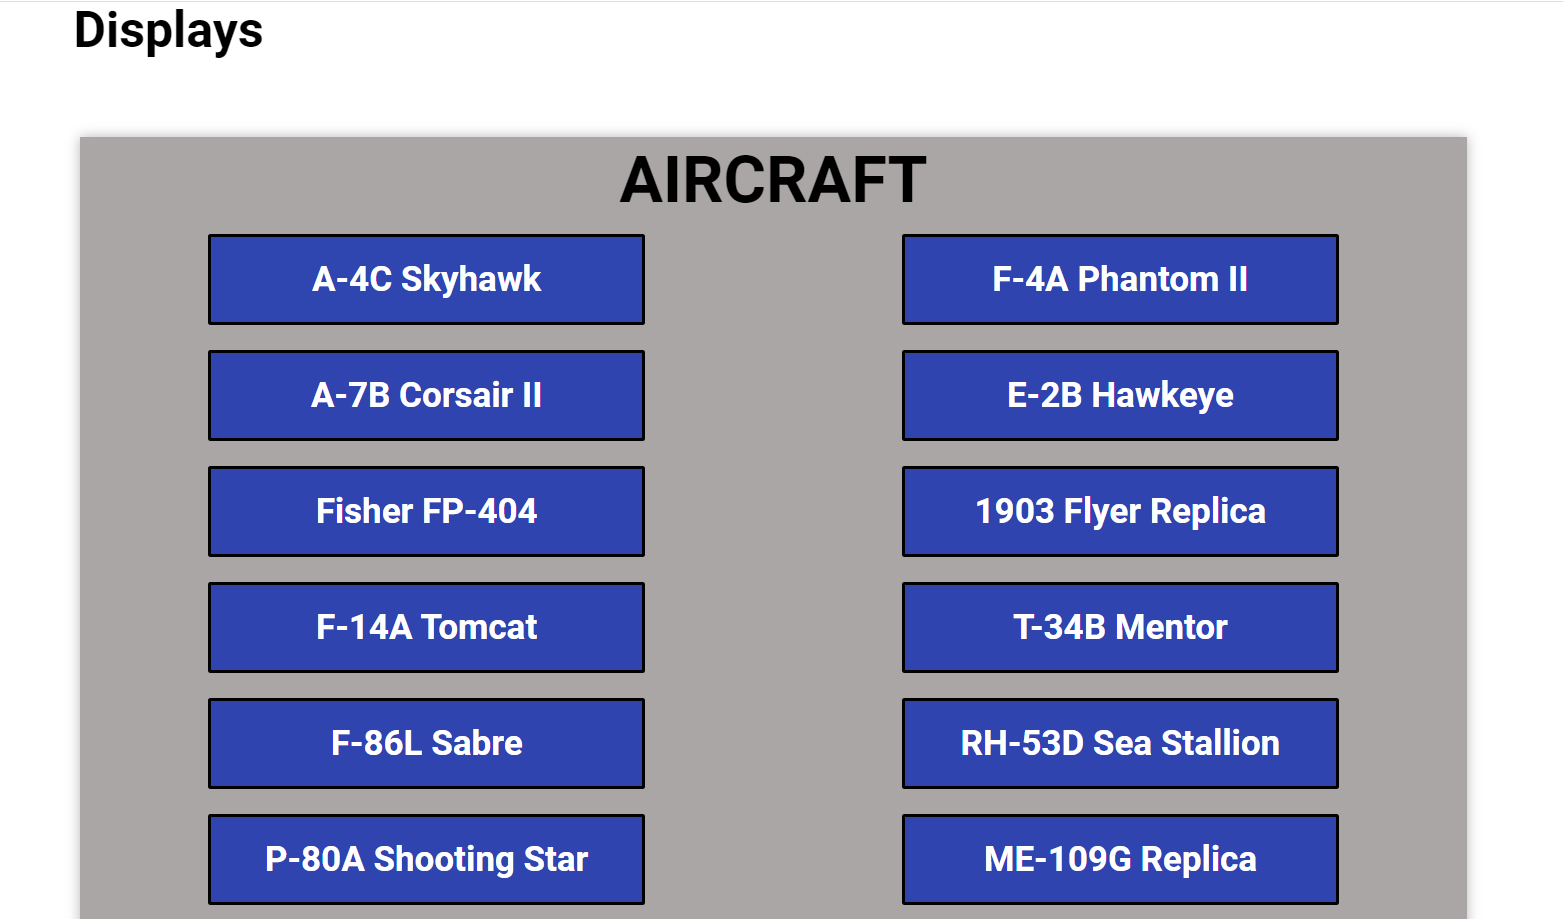 Displays
AIRCRAFT
A-4C Skyhawk
F-4A Phantom II
A-7B Corsair II
E-2B Hawkeye
Fisher FP-404
1903 Flyer Replica
F-14A Tomcat
T-34B Mentor
F-86L Sabre
RH-53D Sea Stallion
P-80A Shooting Star
ME-109G Replica